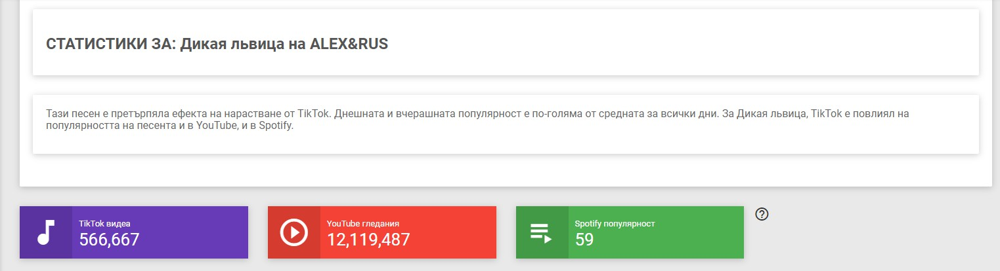 СТАТИСТИКИ ЗА: Дикая львица на ALEX&RUS
Тази песен е претърпяла ефекта на нарастване от TikTok. Днешната и вчерашната популярност е по-голяма от средната за всички дни. За Дикая львица, TikTok е повлиял на
популярността на песента и в YouTube, и в Spotify.
TikTok видеа
566,667
YouTube гледания
12,119,487
Spotify популярност
59